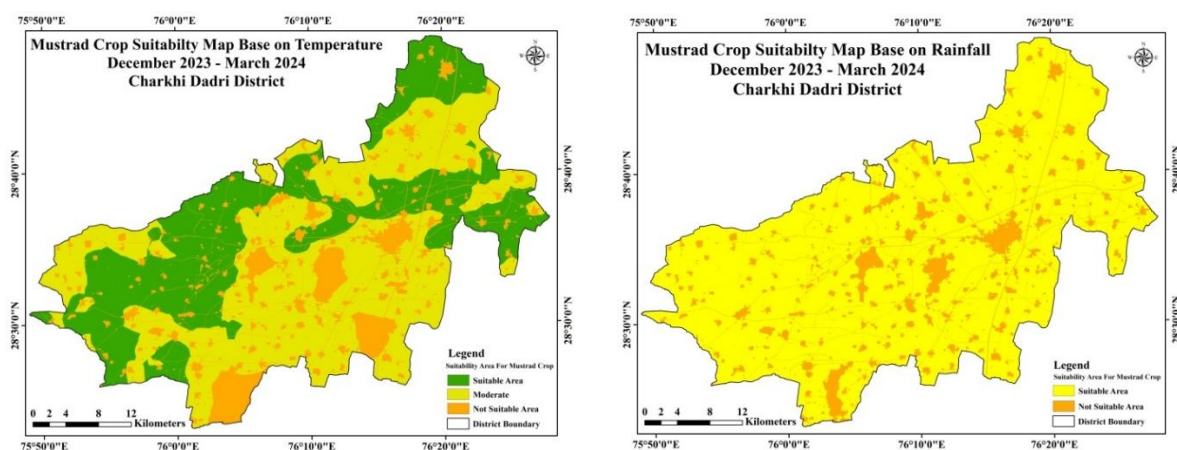 75°50'0"E 76°0'0"E 76°10'0"E 76°20'0"E
Mustrad Crop Suitabilty Map Base on Temperature
December 2023 - March 2024
Charkhi Dadri District
N
W E
S
28°40'0"N 28°40'0"N
28°30'0"N 28°30'0"N
Legend
Suitability Area For Mustrad Crop
Suitable Area
Moderate
Not Suitable Area
District Boundary
0 2 4 8 12
Kilometers
75°50'0"E 76°0'0"E 76°10'0"E 76°20'0"E
75°50'0"E 76°0'0"E 76°10'0"E 76°20'0"E
Mustrad Crop Suitabilty Map Base on Rainfall
December 2023 - March 2024
Charkhi Dadri District
N
W E
S
28°40'0"N 28°40'0"N
28°30'0"N 28°30'0"N
Legend
Suitability Area For Mustrad Crop
Suitable Area
Not Suitable Area
District Boundary
0 2 4 8 12
Kilometers
75°50'0"E 76°0'0"E 76°10'0"E 76°20'0"E